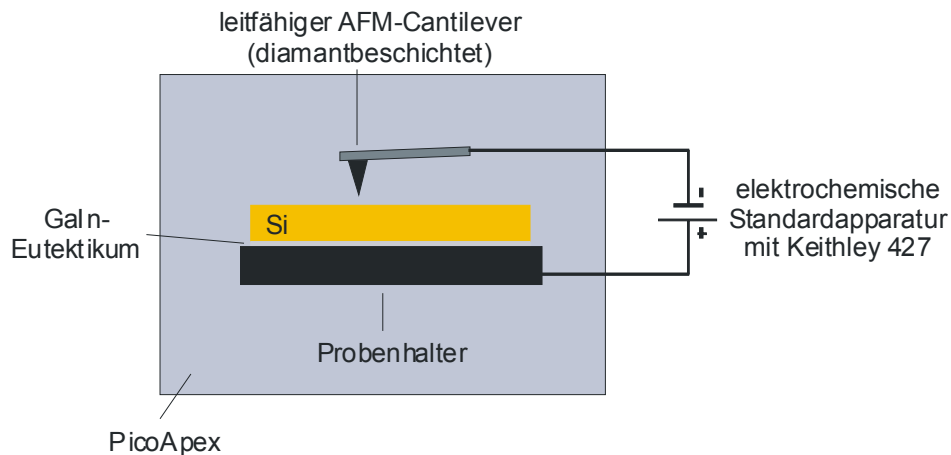 leitfähiger AFM-Cantilever
(diamantbeschichtet)
GaIn-
Eutektikum
Si
-
+
elektrochemische
Standardapparatur
mit Keithley 427
Probenhalter
PicoApex